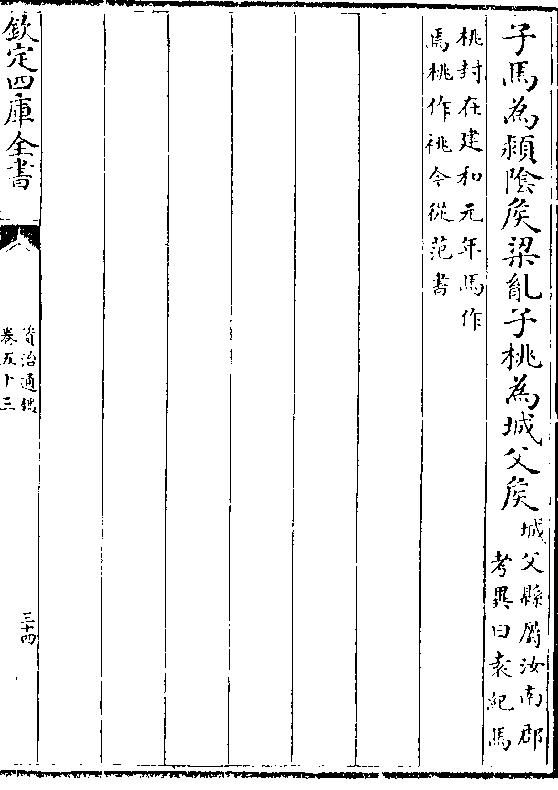 子馬為潁陰侯梁亂子桃為城父侯城父縣屬汝南郡考異曰袁紀馬
桃封在建和元年馬作馬桃作祧今從范書
欽定四庫全書
資治通鑑
卷五十三
三十四